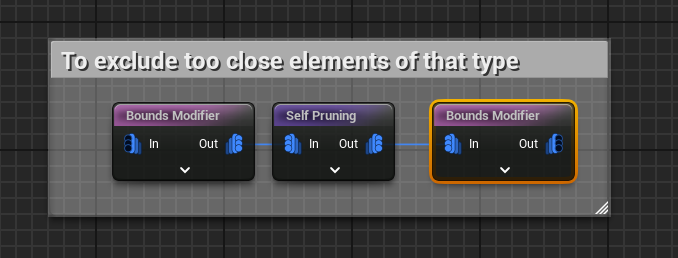 To exclude too close elements of that type
Bounds Modifier
In Out
Self Pruning
In Out
Bounds Modifier
In Out